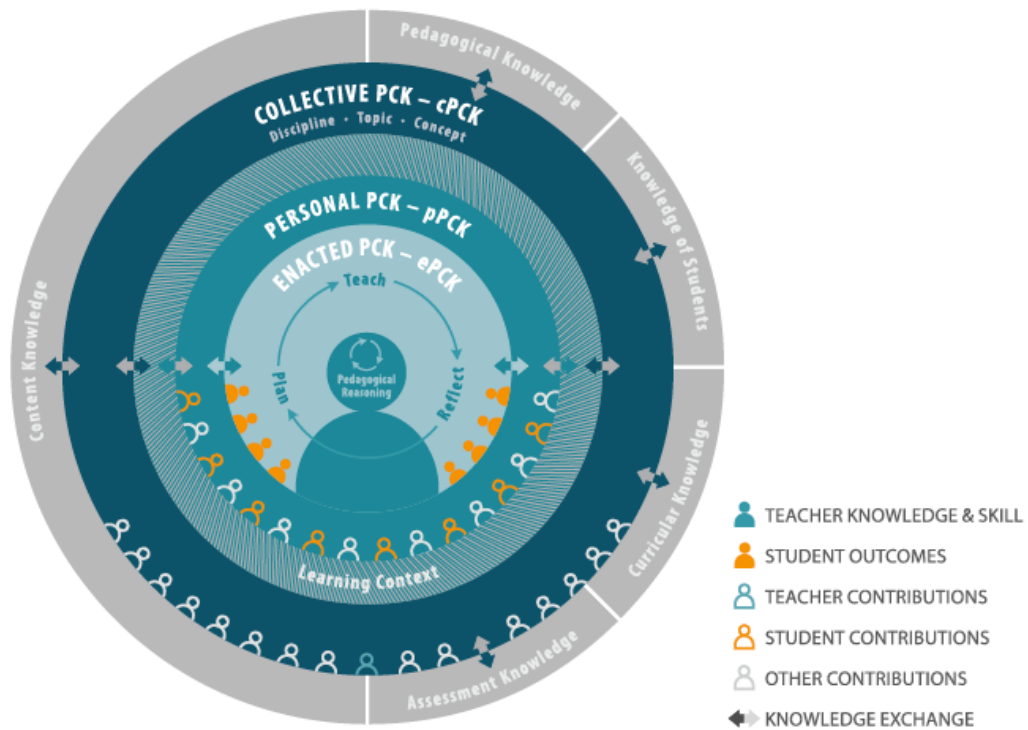 Pedagogical Knowledge
COLLECTIVE PCK – cPCK
Discipline · Topic · Concept
Knowledge of Students
PERSONAL PCK – pPCK
ENACTED PCK – ePCK
Teach
Content Knowledge
Pedagogical
Reasoning
Plan
Reflect
Curricular Knowledge
Learning Context
Assessment Knowledge
TEACHER KNOWLEDGE & SKILL
STUDENT OUTCOMES
TEACHER CONTRIBUTIONS
STUDENT CONTRIBUTIONS
OTHER CONTRIBUTIONS
KNOWLEDGE EXCHANGE